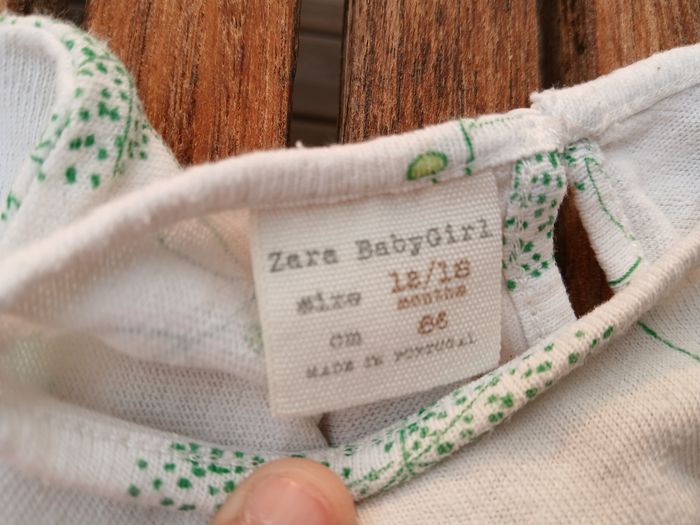 Zara BabyGirl
size 12/18
months
cm 86
MADE IN PORTUGAL